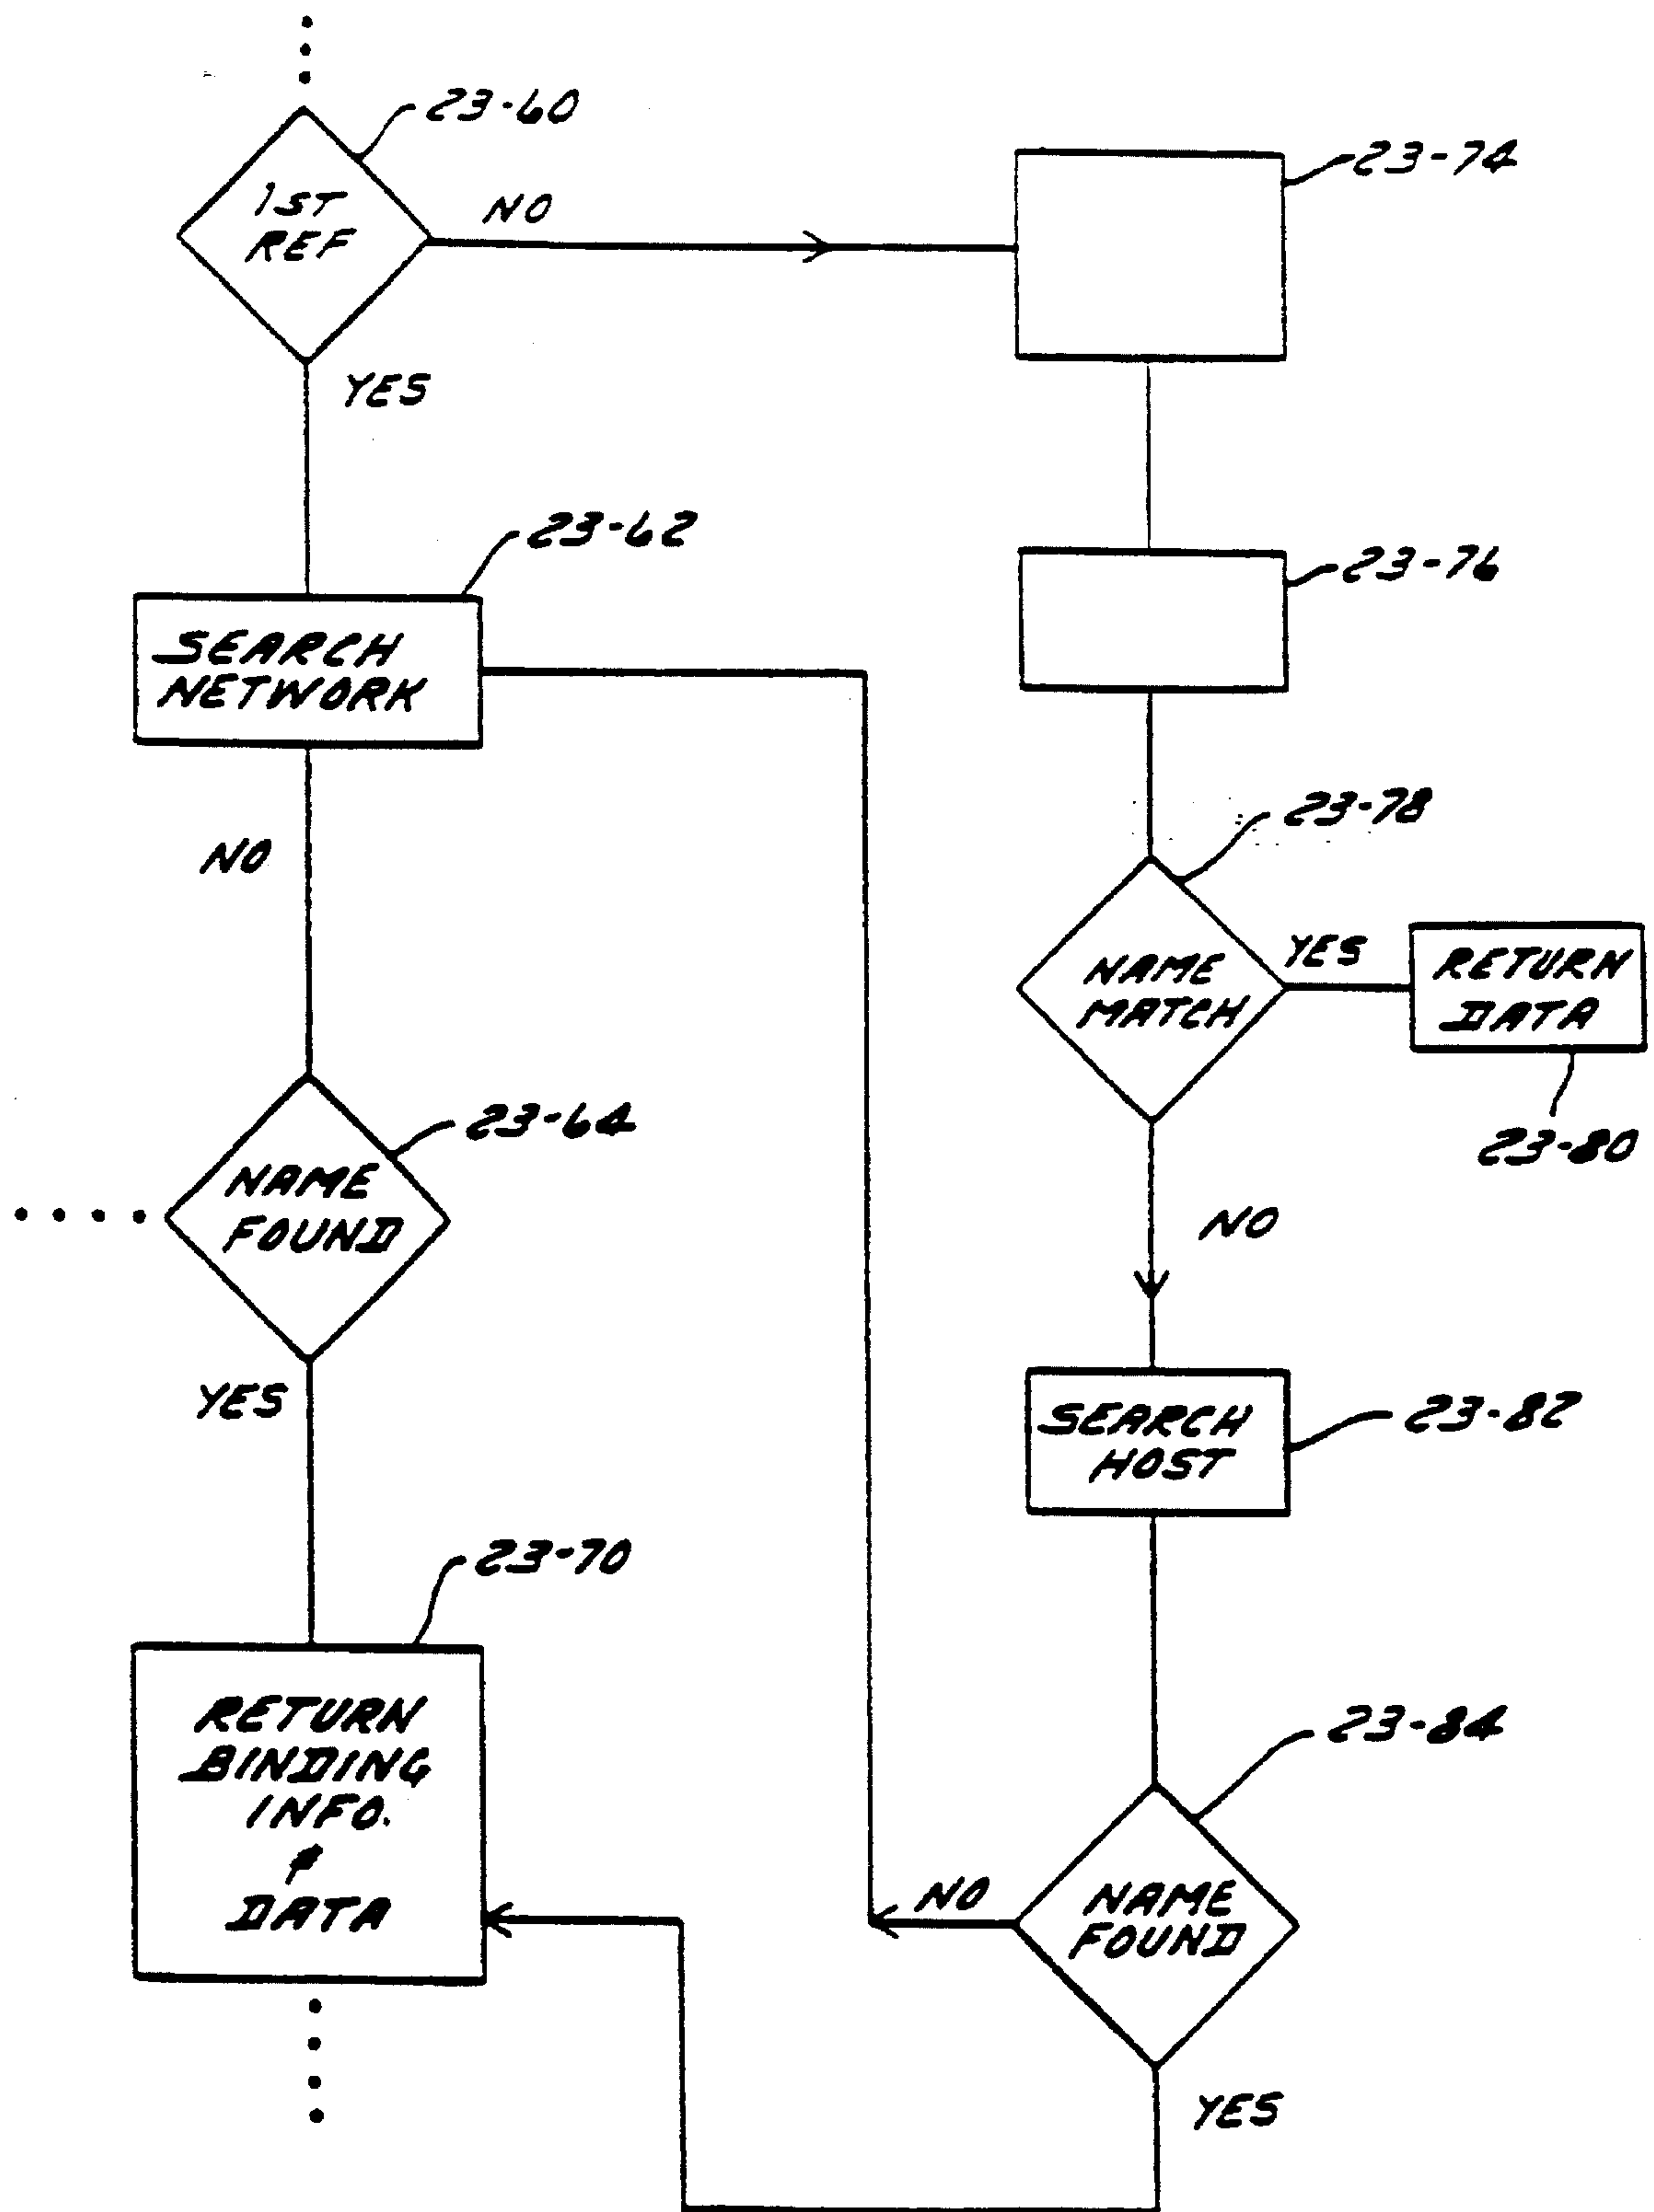 23-60
1ST
REF
NO
YES
23-74
23-62
SEARCH
NETWORK
23-76
NO
23-78
NAME
MATCH
YES
RETURN
DATA
23-80
23-64
NAME
FOUND
NO
YES
SEARCH
HOST
23-82
23-70
RETURN
BINDING
INFO.
&
DATA
23-84
NO
NAME
FOUND
YES